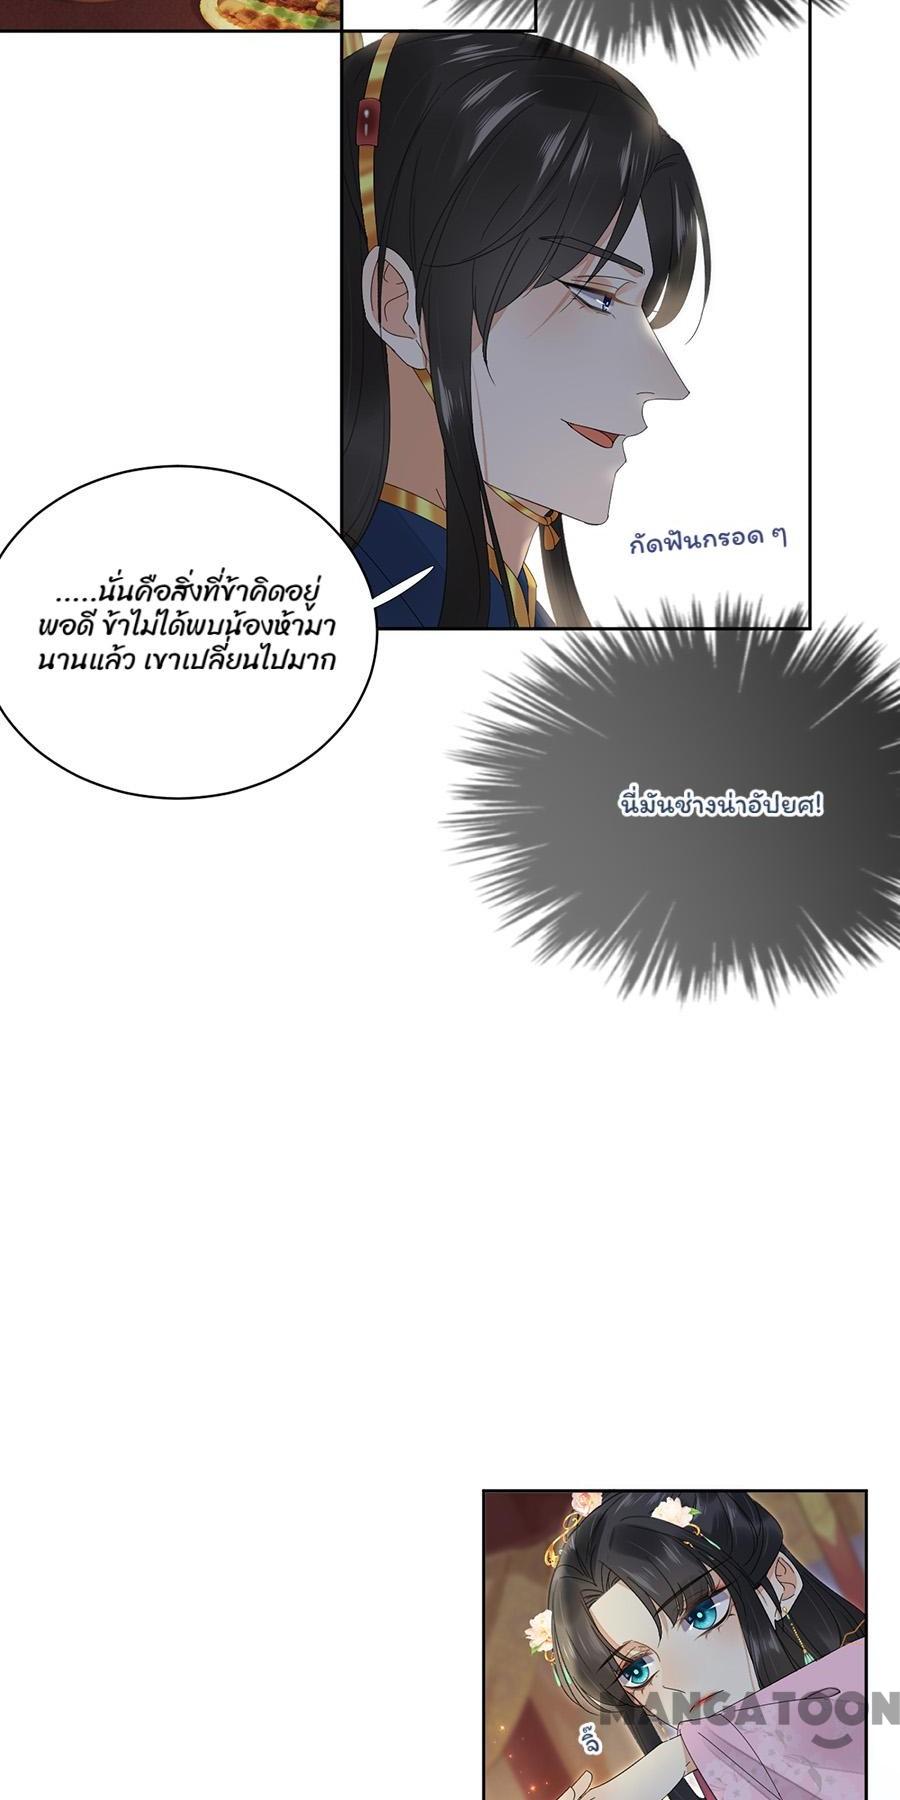 กัดฟันกรอด ๆ
.....นั่นคือสิ่งที่ข้าคิดอยู่
พอดี ข้าไม่ได้พบน้องห้ามา
นานแล้ว เขาเปลี่ยนไปมาก
นี่มันช่างน่าอัปยศ!
MANGATOON
จิ๊